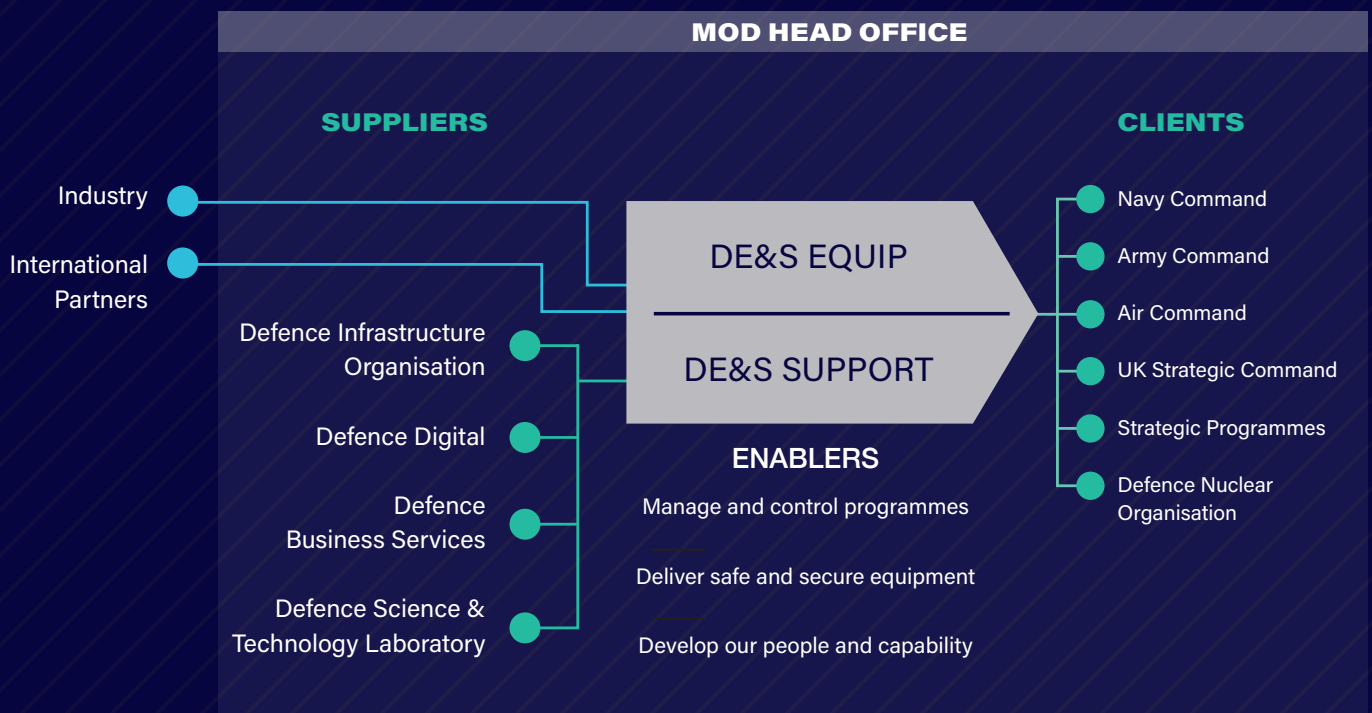 MOD HEAD OFFICE
SUPPLIERS
Industry
International
Partners
Defence Infrastructure
Organisation
Defence Digital
Defence
Business Services
Defence Science &
Technology Laboratory
DE&S EQUIP
DE&S SUPPORT
ENABLERS
Manage and control programmes
Deliver safe and secure equipment
Develop our people and capability
CLIENTS
Navy Command
Army Command
Air Command
UK Strategic Command
Strategic Programmes
Defence Nuclear
Organisation